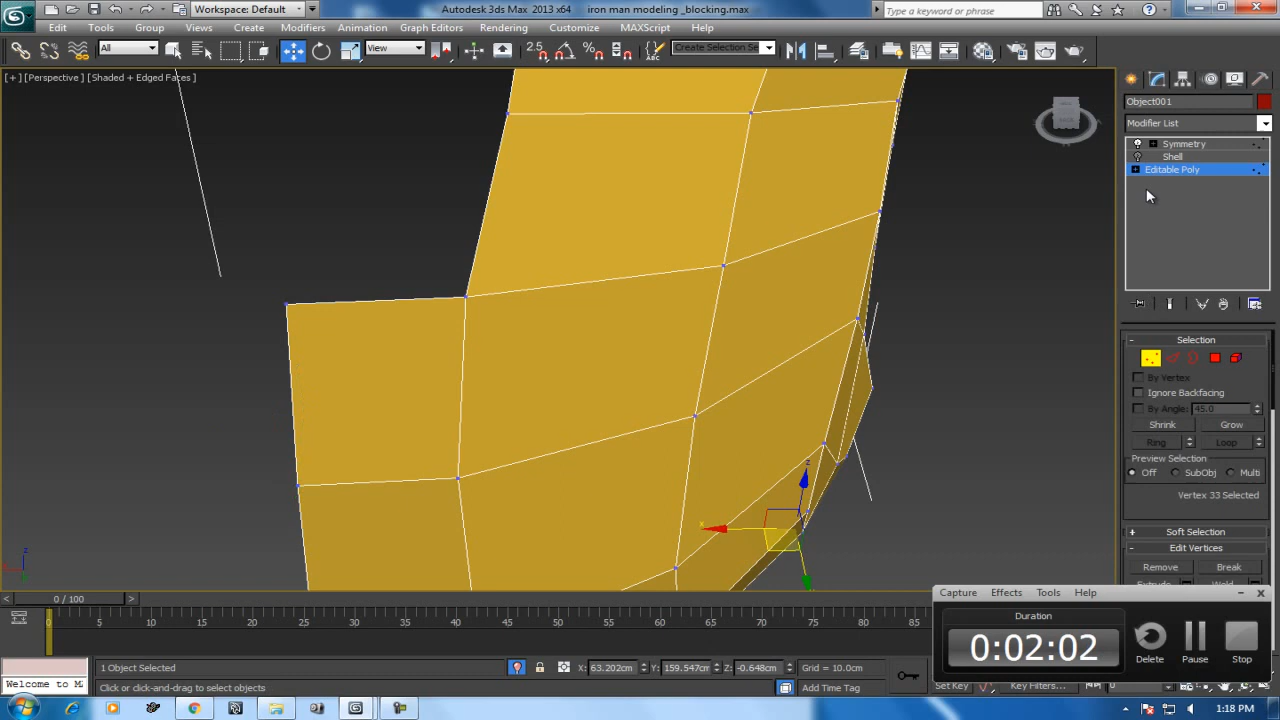 Workspace: Default
Autodesk 3ds Max 2013 x64
iron man modeling _blocking.max
Type a keyword or phrase
Edit
Tools
Group
Views
Create
Modifiers
Animation
Graph Editors
Rendering
Customize
MAXScript
Help
All
View
2.5
Create Selection Se
[+] [Perspective] [Shaded + Edged Faces]
Object001
Modifier List
Symmetry
Shell
Editable Poly
Selection
By Vertex
Ignore Backfacing
By Angle: 45.0
Shrink
Grow
Ring
Loop
Preview Selection
Off
SubObj
Multi
Vertex 33 Selected
Soft Selection
Edit Vertices
Remove
Break
x
z
z
0 / 100
0 5 10 15 20 25 30 35 40 45 50 55 60 65 70 75 80 85
Capture
Effects
Tools
Help
Duration
0:02:02
Delete
Pause
Stop
1 Object Selected
X: 63.202cm
Y: 159.547cm
Z: -0.648cm
Grid = 10.0cm
Welcome to M
Click or click-and-drag to select objects
Add Time Tag
Set Key
Key Filters...
1:18 PM